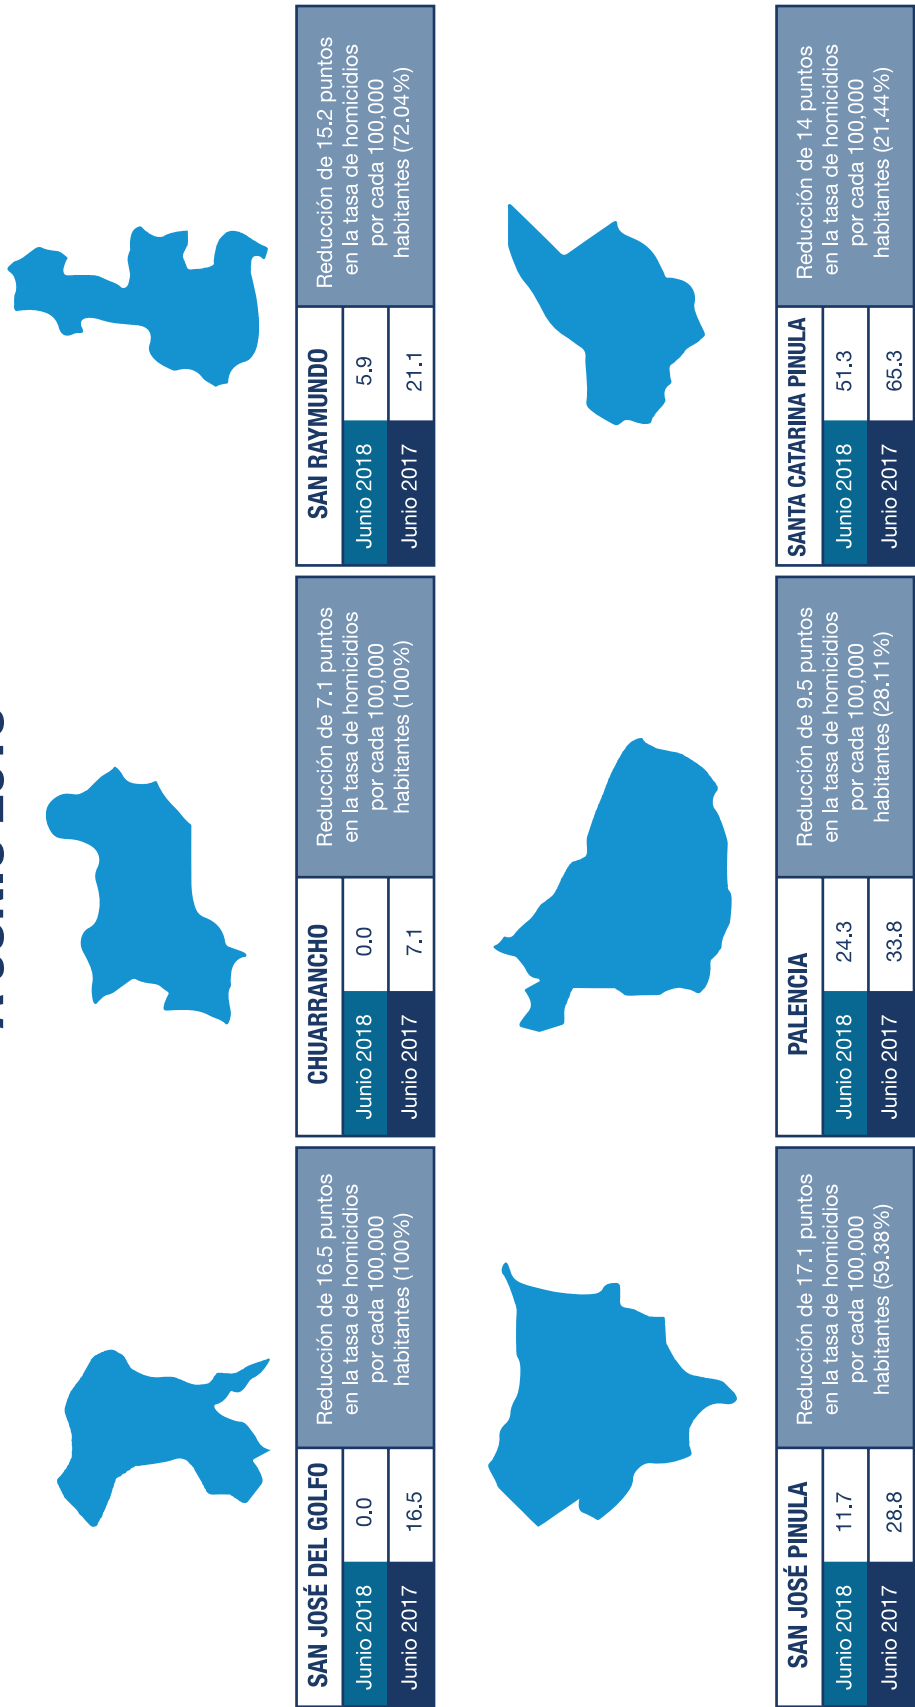 A JUNIO 2018
SAN JOSÉ DEL GOLFO
Junio 2018 0.0
Junio 2017 16.5
Reducción de 16.5 puntos
en la tasa de homicidios
por cada 100,000
habitantes (100%)
CHUARRANCHO
Junio 2018 0.0
Junio 2017 7.1
Reducción de 7.1 puntos
en la tasa de homicidios
por cada 100,000
habitantes (100%)
SAN RAYMUNDO
Junio 2018 5.9
Junio 2017 21.1
Reducción de 15.2 puntos
en la tasa de homicidios
por cada 100,000
habitantes (72.04%)
SAN JOSÉ PINULA
Junio 2018 11.7
Junio 2017 28.8
Reducción de 17.1 puntos
en la tasa de homicidios
por cada 100,000
habitantes (59.38%)
PALENCIA
Junio 2018 24.3
Junio 2017 33.8
Reducción de 9.5 puntos
en la tasa de homicidios
por cada 100,000
habitantes (28.11%)
SANTA CATARINA PINULA
Junio 2018 51.3
Junio 2017 65.3
Reducción de 14 puntos
en la tasa de homicidios
por cada 100,000
habitantes (21.44%)